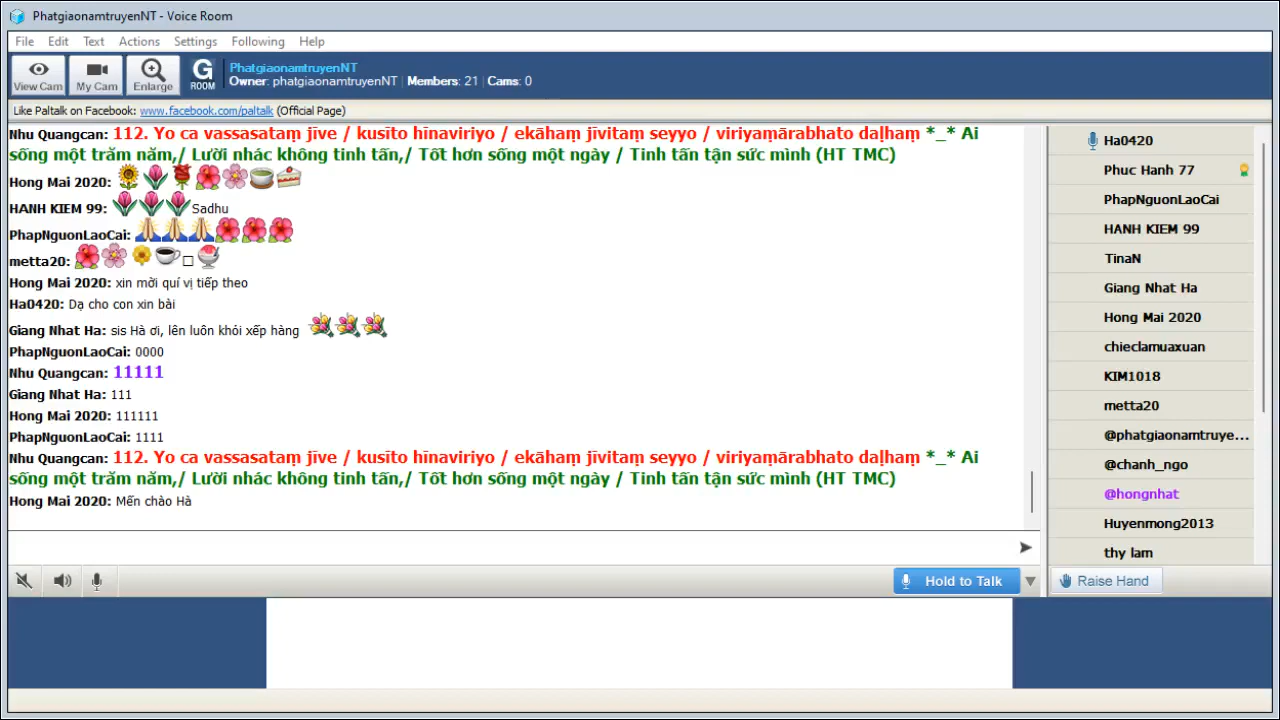 PhatgiaonamtruyenNT - Voice Room
File Edit Text Actions Settings Following Help
View Cam My Cam Enlarge G ROOM PhatgiaonamtruyenNT
Owner: phatgiaonamtruyenNT | Members: 21 | Cams: 0
Like Paltalk on Facebook: www.facebook.com/paltalk (Official Page)
Nhu Quangcan: 112. Yo ca vassasataṃ jīve / kusīto hīnaviriyo / ekāhaṃ jīvitaṃ seyyo / viriyaṃārabhato daḷhaṃ *_* Ai
sống một trăm năm,/ Lười nhác không tinh tấn,/ Tốt hơn sống một ngày / Tinh tấn tận sức mình (HT TMC)
Hong Mai 2020:
HANH KIEM 99: Sadhu
PhapNguonLaoCai:
metta20:
Hong Mai 2020: xin mời quí vị tiếp theo
Ha0420: Dạ cho con xin bài
Giang Nhat Ha: sis Hà ơi, lên luôn khỏi xếp hàng
PhapNguonLaoCai: 0000
Nhu Quangcan: 11111
Giang Nhat Ha: 111
Hong Mai 2020: 111111
PhapNguonLaoCai: 1111
Nhu Quangcan: 112. Yo ca vassasataṃ jīve / kusīto hīnaviriyo / ekāhaṃ jīvitaṃ seyyo / viriyaṃārabhato daḷhaṃ *_* Ai
sống một trăm năm,/ Lười nhác không tinh tấn,/ Tốt hơn sống một ngày / Tinh tấn tận sức mình (HT TMC)
Hong Mai 2020: Mến chào Hà
Hold to Talk
Ha0420
Phuc Hanh 77
PhapNguonLaoCai
HANH KIEM 99
TinaN
Giang Nhat Ha
Hong Mai 2020
chieclamuaxuan
KIM1018
metta20
@phatgiaonamtruye...
@chanh_ngo
@hongnhat
Huyenmong2013
thy lam
Raise Hand